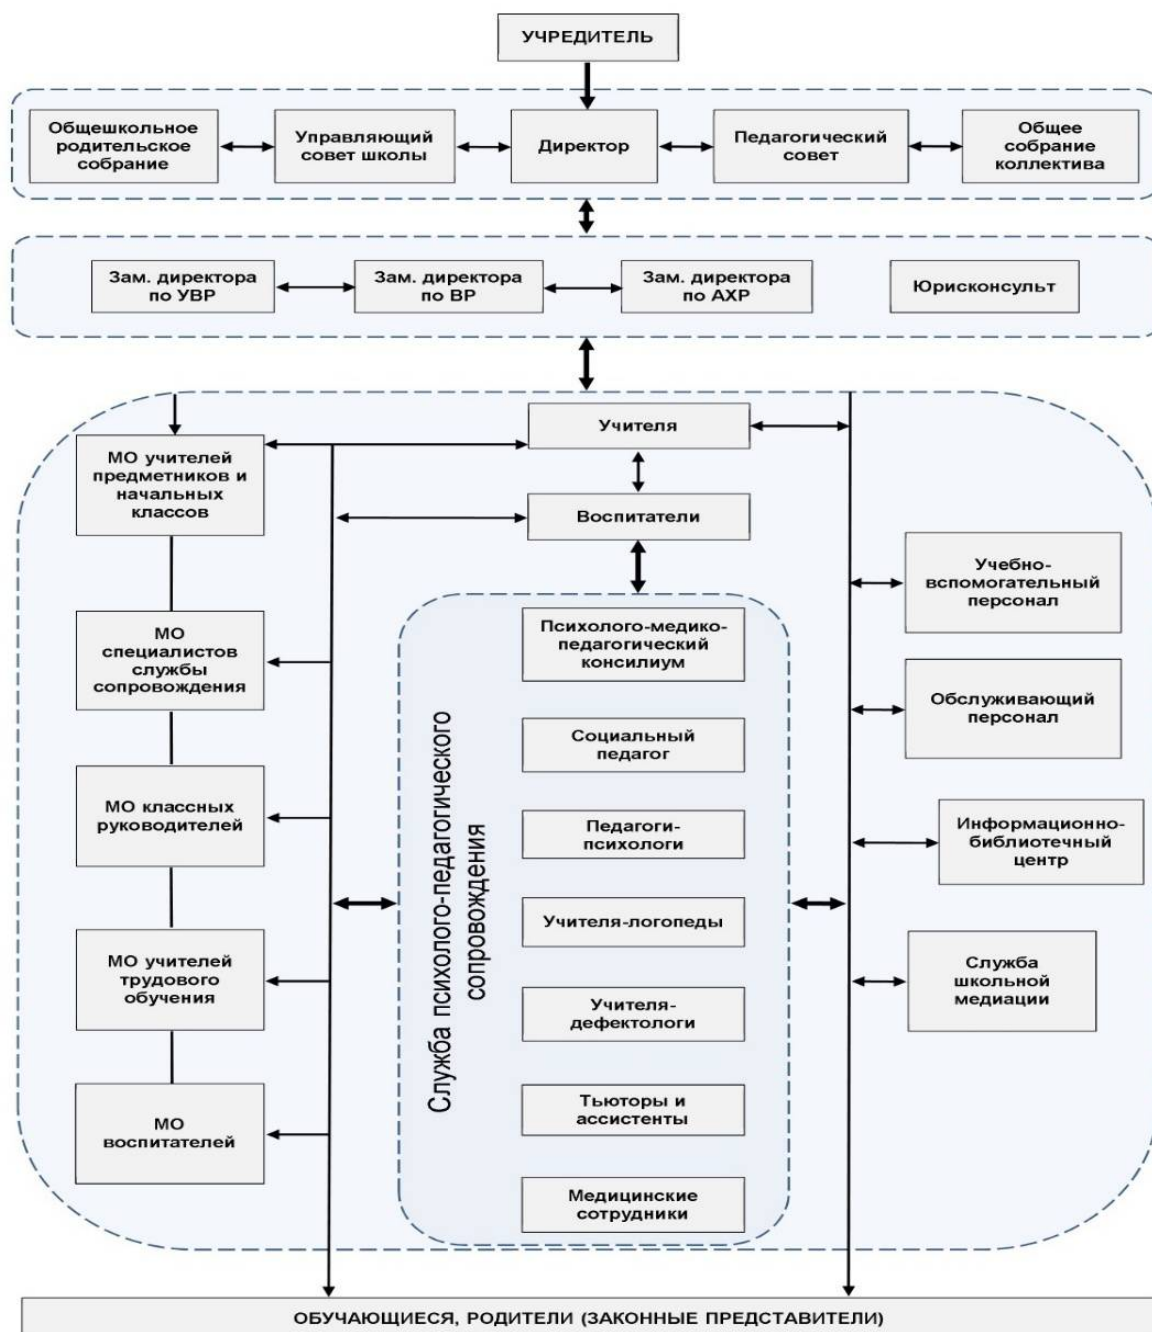 УЧРЕДИТЕЛЬ
Общешкольное
родительское
собрание
Управляющий
совет школы
Директор
Педагогический
совет
Общее
собрание
коллектива
Зам. директора
по УВР
Зам. директора
по ВР
Зам. директора
по АХР
Юрисконсульт
Учителя
МО учителей
предметников и
начальных
классов
Воспитатели
Учебно-
вспомогательный
персонал
Психолого-медико-
педагогический
консилиум
МО
специалистов
службы
сопровождения
Обслуживающий
персонал
Служба психолого-педагогического
сопровождения
Социальный
педагог
МО классных
руководителей
Педагоги-
психологи
Информационно-
библиотечный
центр
Учителя-логопеды
МО учителей
трудового
обучения
Служба
школьной
медиации
Учителя-
дефектологи
Тьюторы и
ассистенты
МО
воспитателей
Медицинские
сотрудники
ОБУЧАЮЩИЕСЯ, РОДИТЕЛИ (ЗАКОННЫЕ ПРЕДСТАВИТЕЛИ)